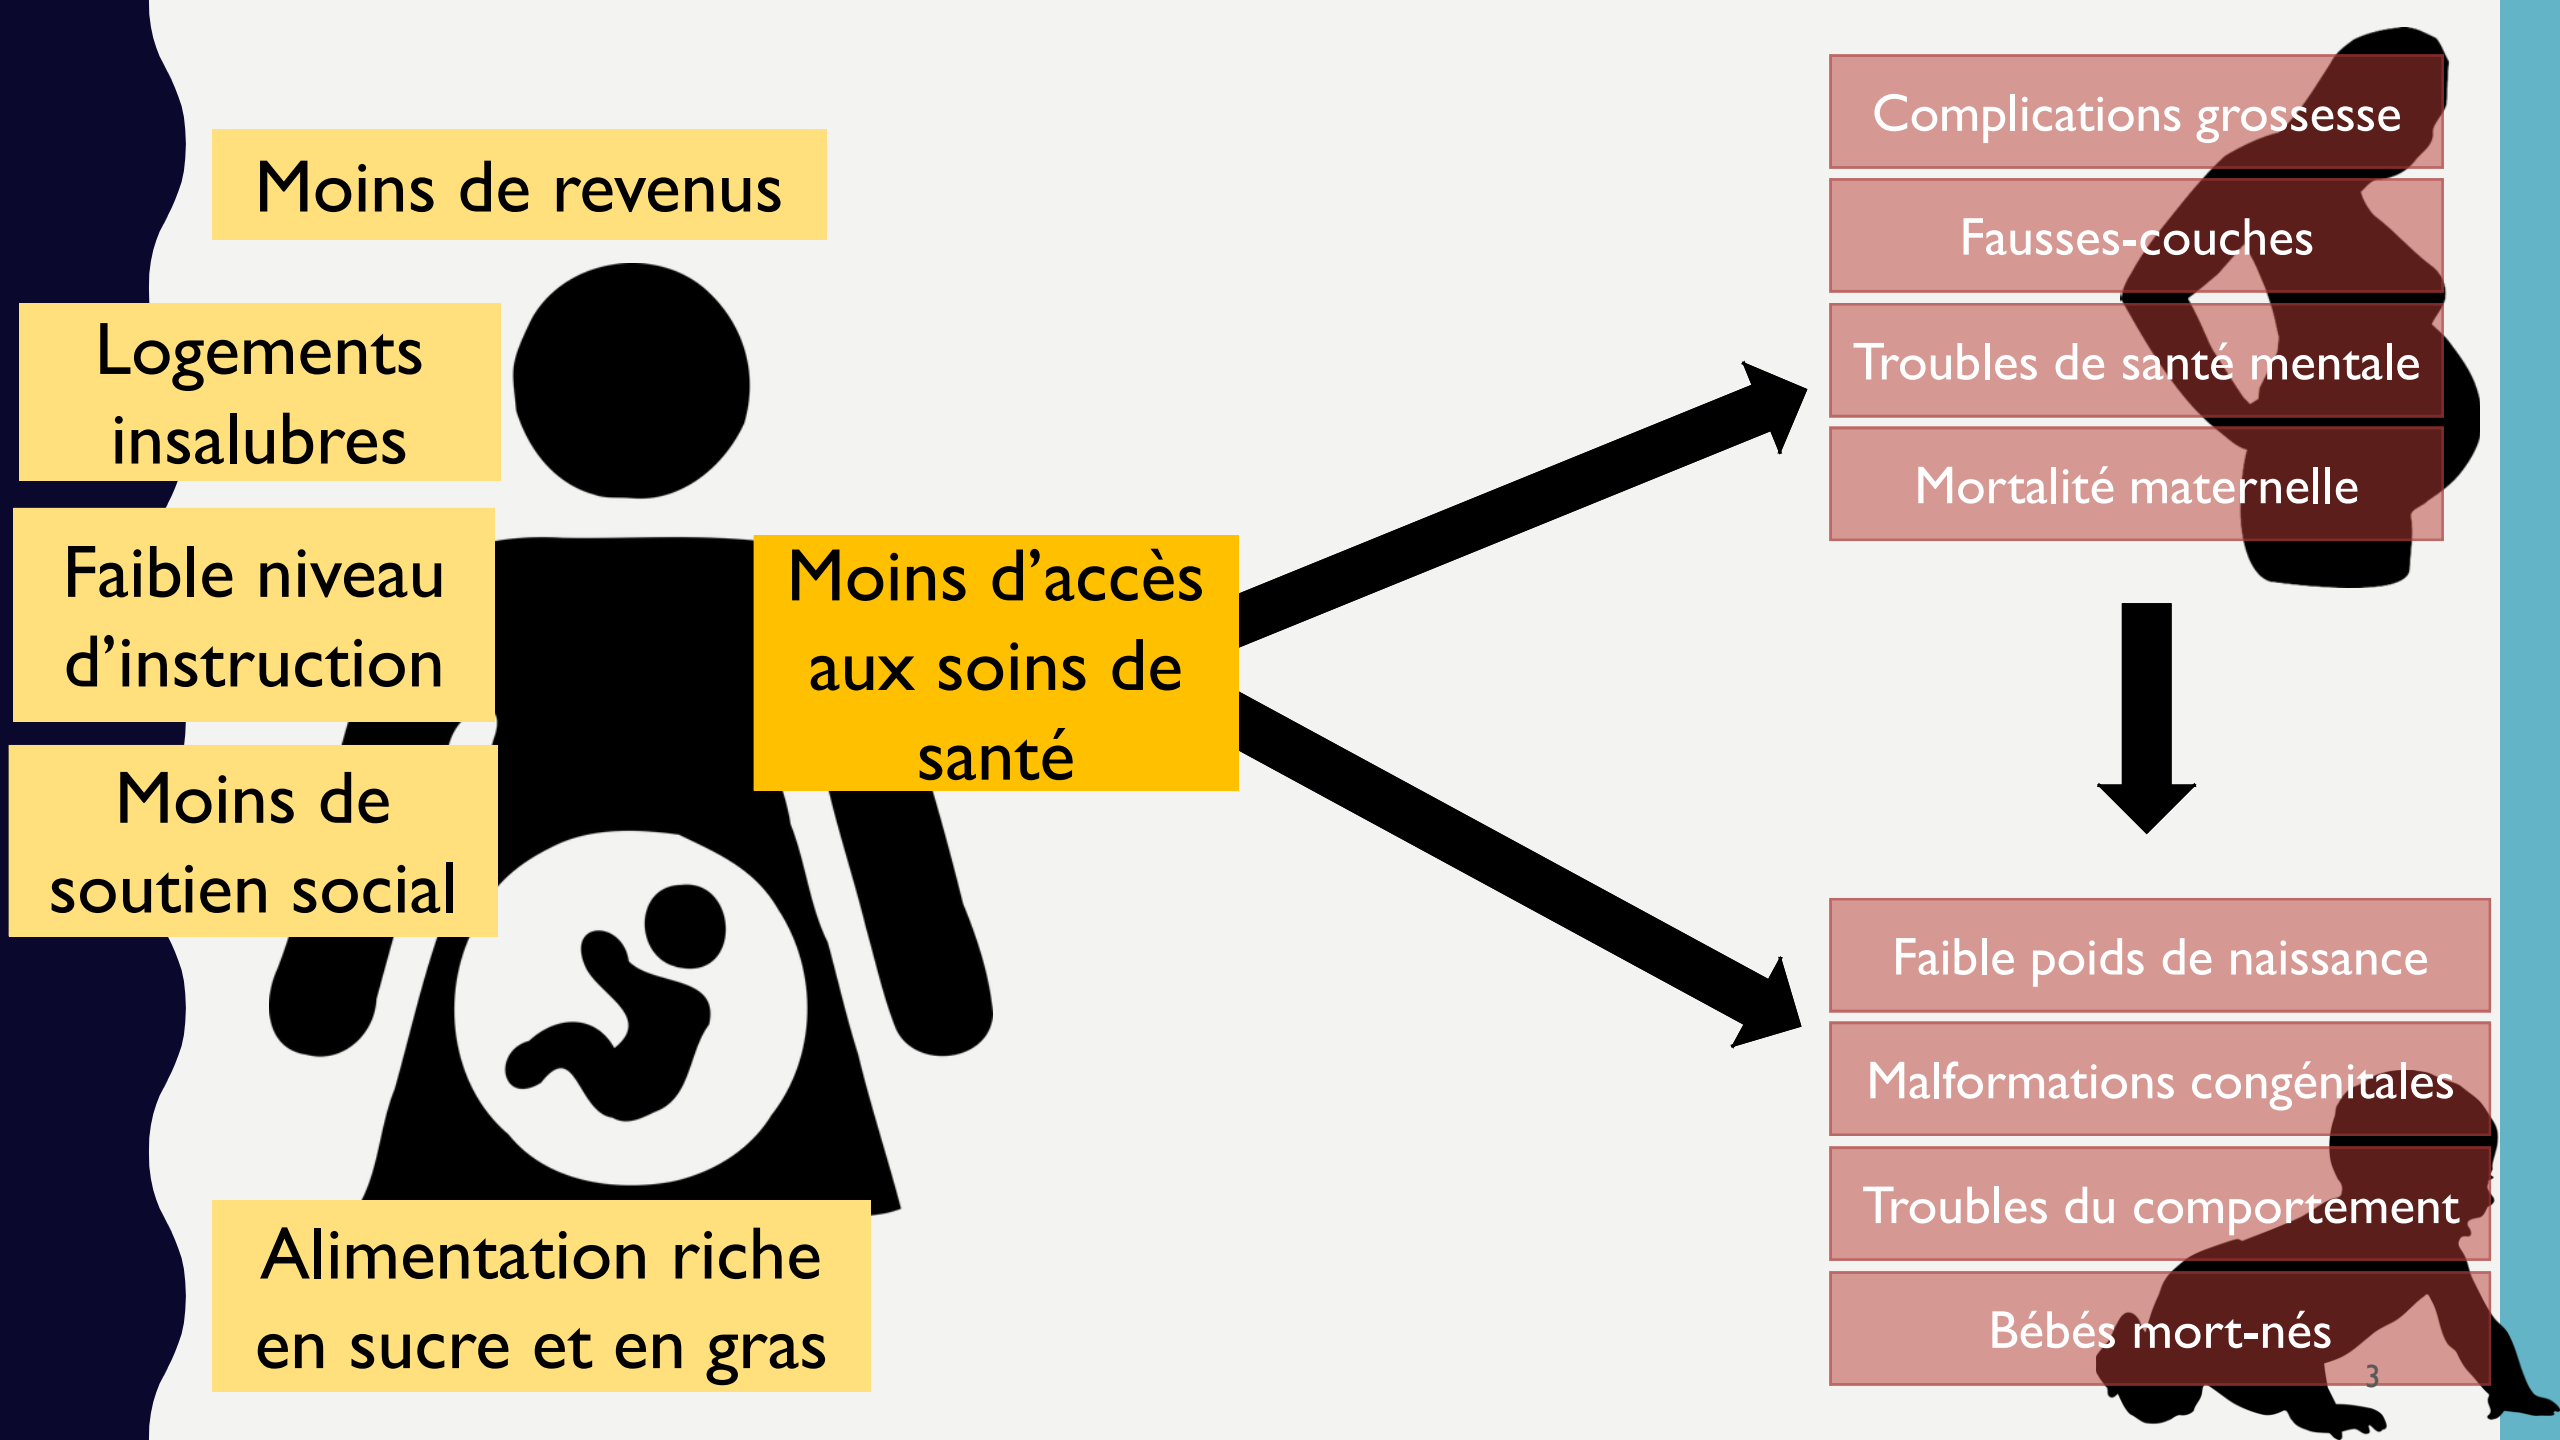 Moins de revenus
Logements
insalubres
Faible niveau
d’instruction
Moins de
soutien social
Alimentation riche
en sucre et en gras
Moins d’accès
aux soins de
santé
Complications grossesse
Fausses-couches
Troubles de santé mentale
Mortalité maternelle
Faible poids de naissance
Malformations congénitales
Troubles du comportement
Bébés mort-nés
3